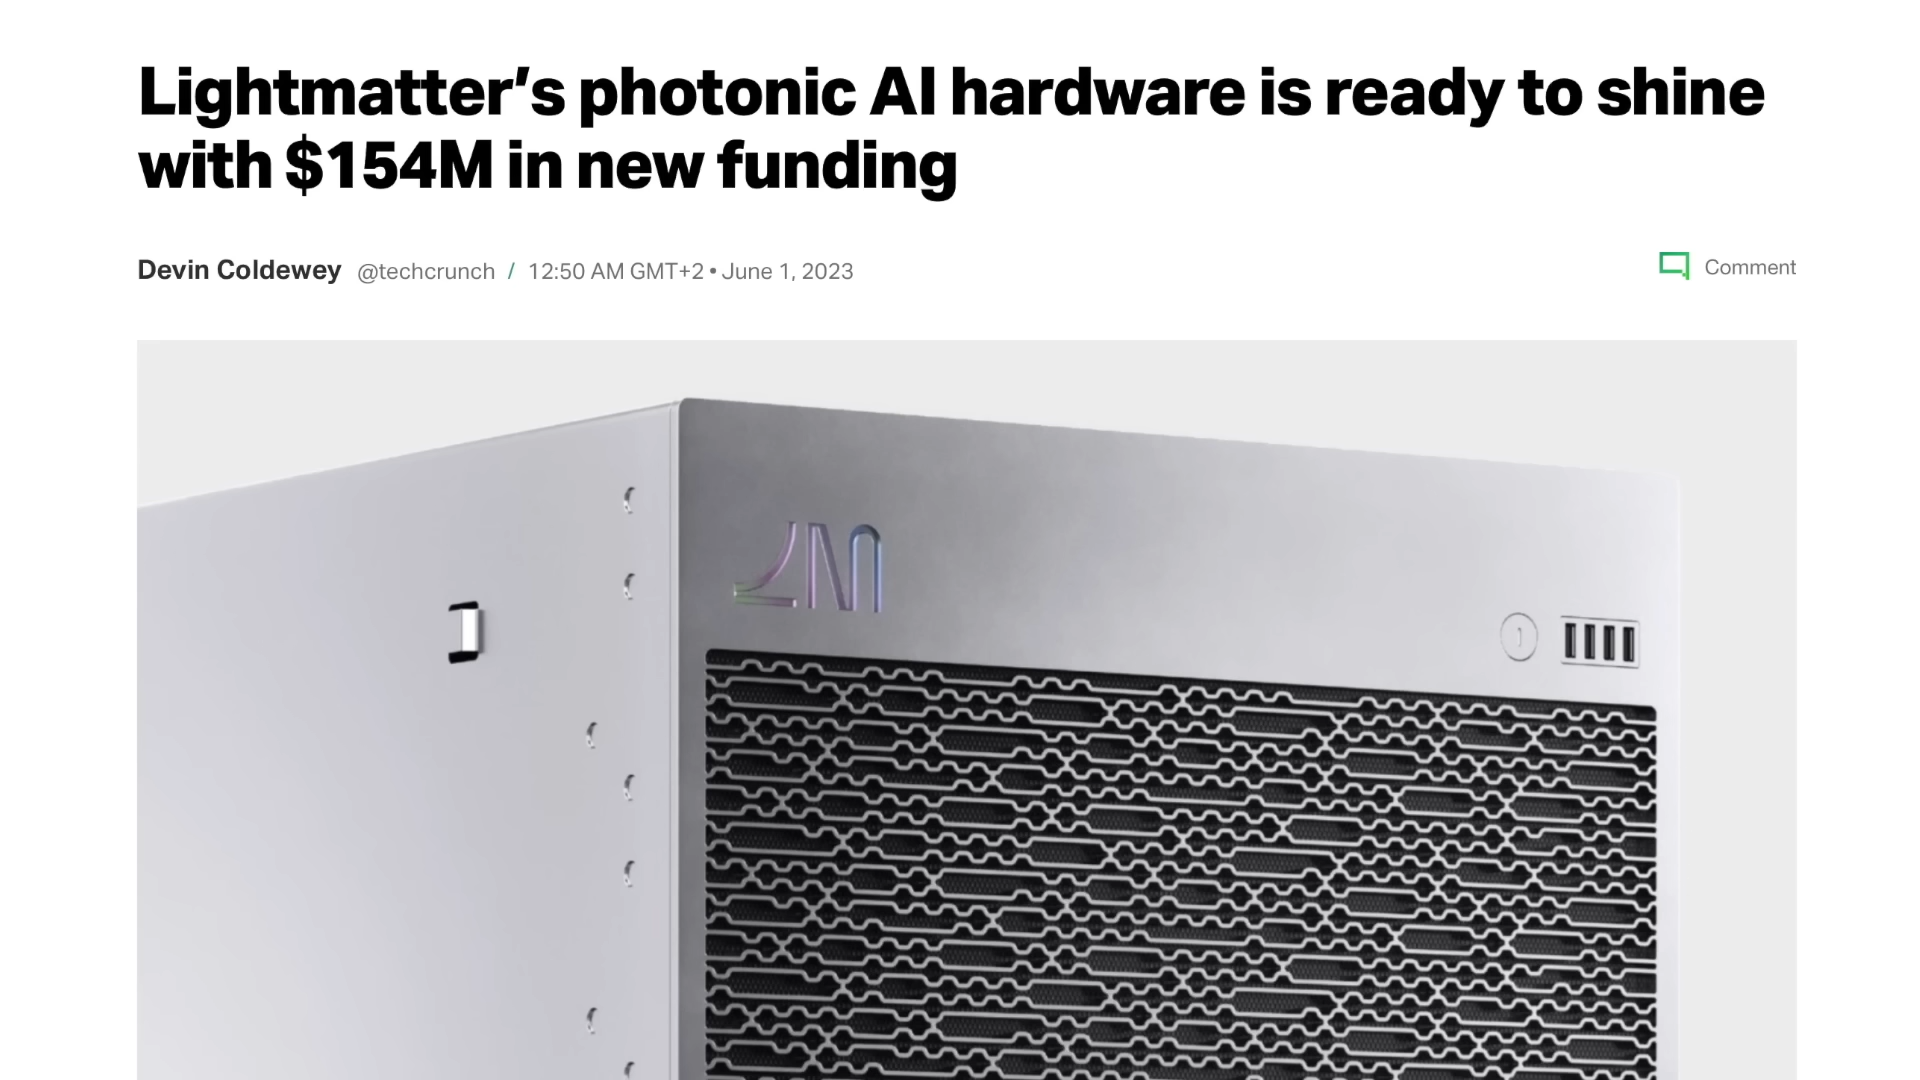 Lightmatter’s photonic AI hardware is ready to shine
with $154M in new funding
Devin Coldewey @techcrunch / 12:50 AM GMT+2 • June 1, 2023
Comment